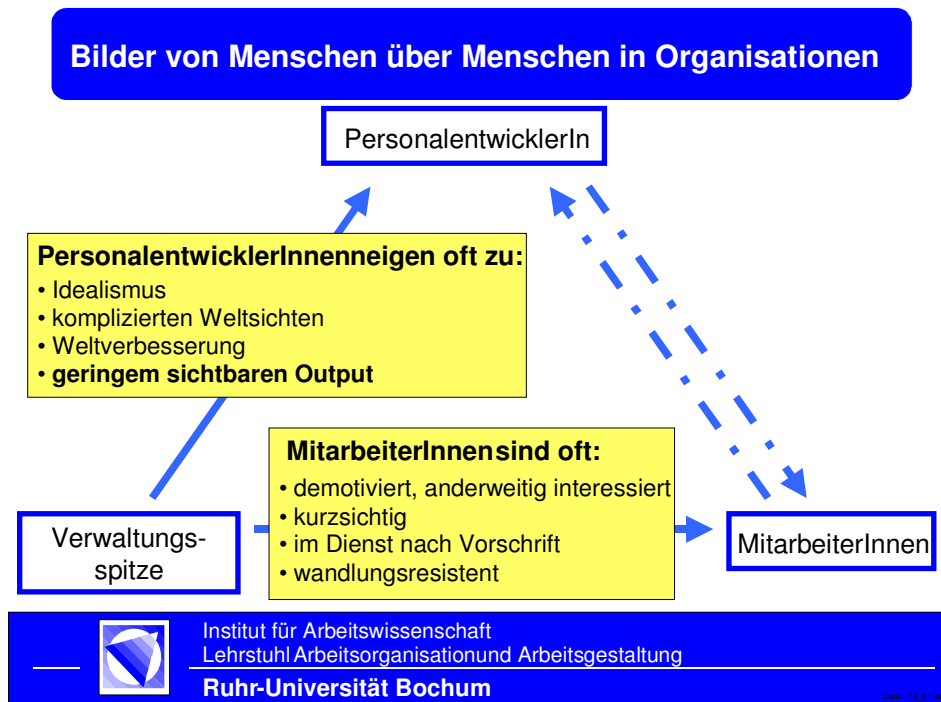 Bilder von Menschen über Menschen in Organisationen
PersonalentwicklerIn
PersonalentwicklerInnenneigen oft zu:
• Idealismus
• komplizierten Weltsichten
• Weltverbesserung
• geringem sichtbaren Output
MitarbeiterInnensind oft:
• demotiviert, anderweitig interessiert
• kurzsichtig
• im Dienst nach Vorschrift
• wandlungsresistent
Verwaltungs-
spitze
MitarbeiterInnen
Institut für Arbeitswissenschaft
Lehrstuhl Arbeitsorganisationund Arbeitsgestaltung
Ruhr-Universität Bochum